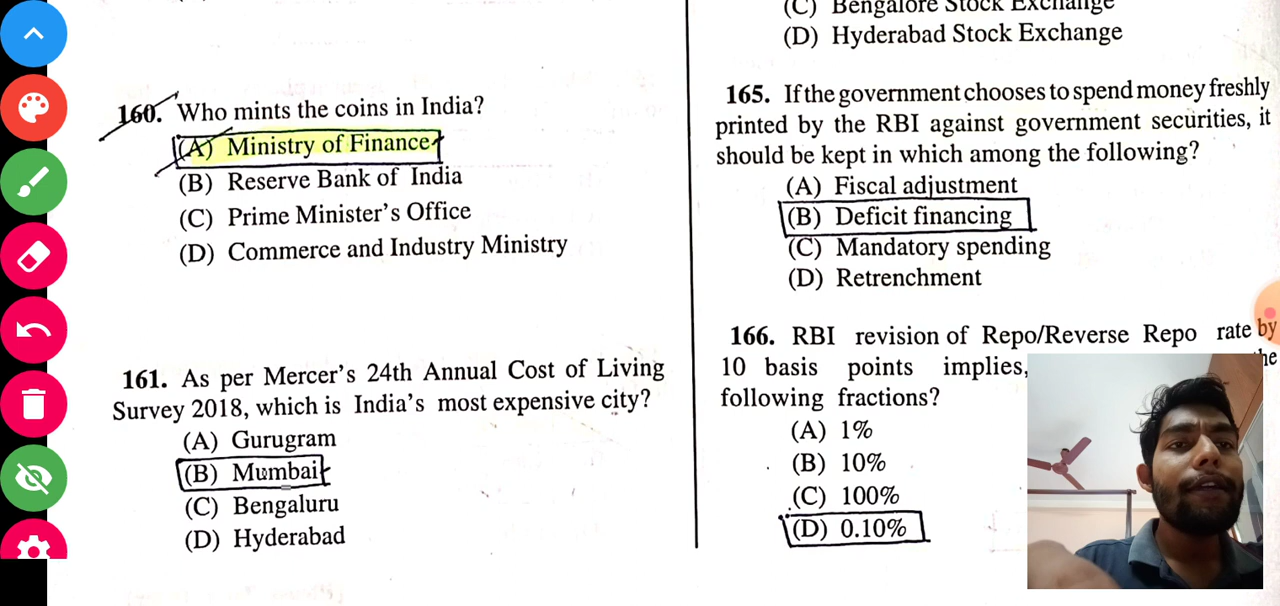 160. Who mints the coins in India?
(A) Ministry of Finance
(B) Reserve Bank of India
(C) Prime Minister's Office
(D) Commerce and Industry Ministry
161. As per Mercer's 24th Annual Cost of Living
Survey 2018, which is India's most expensive city?
(A) Gurugram
(B) Mumbai
(C) Bengaluru
(D) Hyderabad
(C) Bengalore Stock Exchange
(D) Hyderabad Stock Exchange
165. If the government chooses to spend money freshly
printed by the RBI against government securities, it
should be kept in which among the following?
(A) Fiscal adjustment
(B) Deficit financing
(C) Mandatory spending
(D) Retrenchment
166. RBI revision of Repo/Reverse Repo rate by
10 basis points implies,
following fractions?
(A) 1%
(B) 10%
(C) 100%
(D) 0.10%